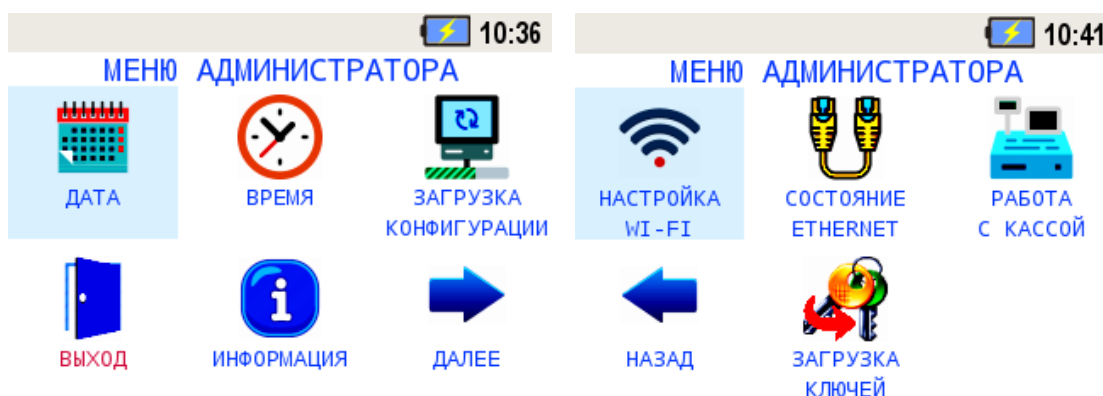 10:36
МЕНЮ АДМИНИСТРАТОРА
ДАТА
ВРЕМЯ
ЗАГРУЗКА
КОНФИГУРАЦИИ
ВЫХОД
ИНФОРМАЦИЯ
ДАЛЕЕ
10:41
МЕНЮ АДМИНИСТРАТОРА
НАСТРОЙКА
WI-FI
СОСТОЯНИЕ
ETHERNET
РАБОТА
С КАССОЙ
НАЗАД
ЗАГРУЗКА
КЛЮЧЕЙ